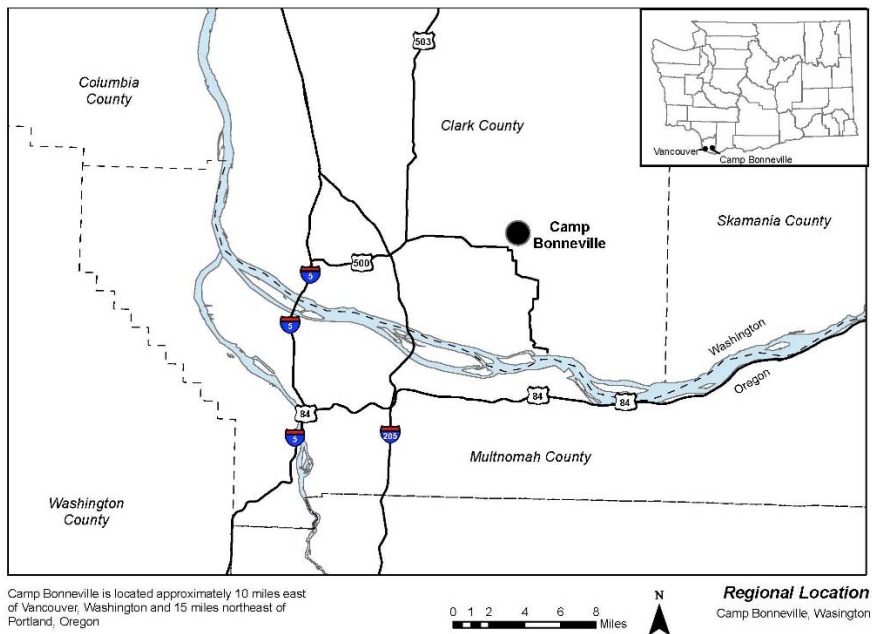 503
Columbia
County
Clark County
Vancouver
Camp Bonneville
Skamania County
Camp
Bonneville
500
5
5
Washington
Oregon
84
84
84
5
205
Multnomah County
Washington
County
Camp Bonneville is located approximately 10 miles east
of Vancouver, Washington and 15 miles northeast of
Portland, Oregon
0 1 2 4 6 8
Miles
N
Regional Location
Camp Bonneville, Wasington